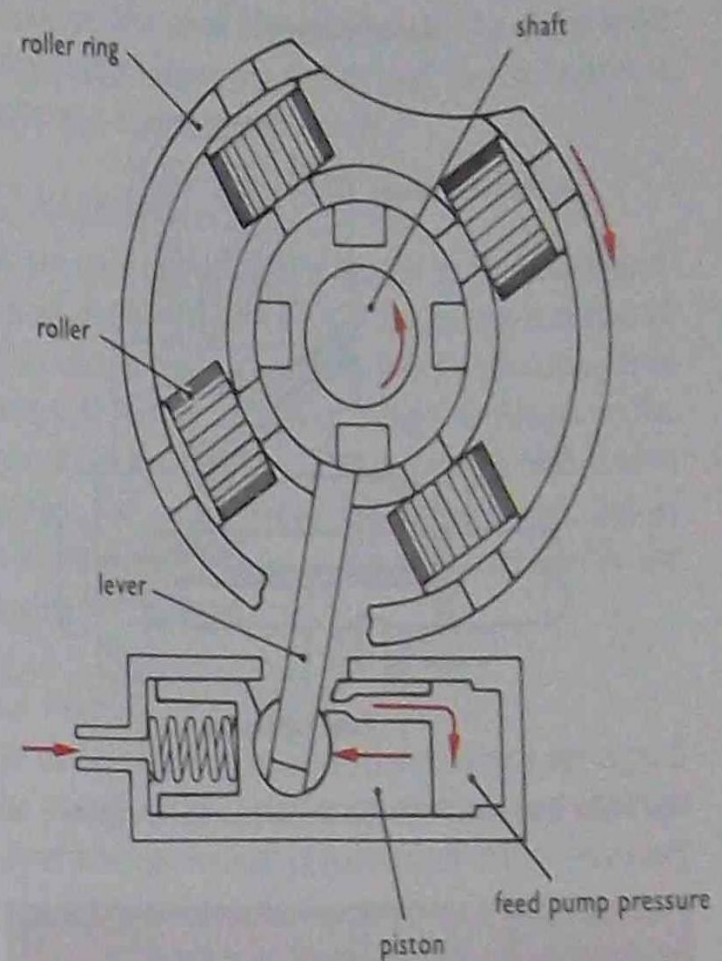 shaft
roller ring
roller
lever
feed pump pressure
piston